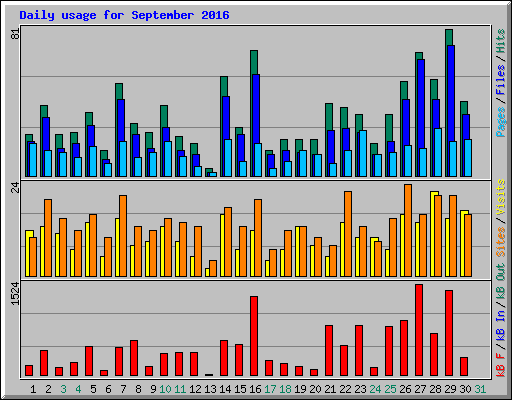 Daily usage for September 2016
81
Pages / Files / Hits
24
Sites / Visits
1524
kB F / kB In / kB Out
1 2 3 4 5 6 7 8 9 10 11 12 13 14 15 16 17 18 19 20 21 22 23 24 25 26 27 28 29 30 31